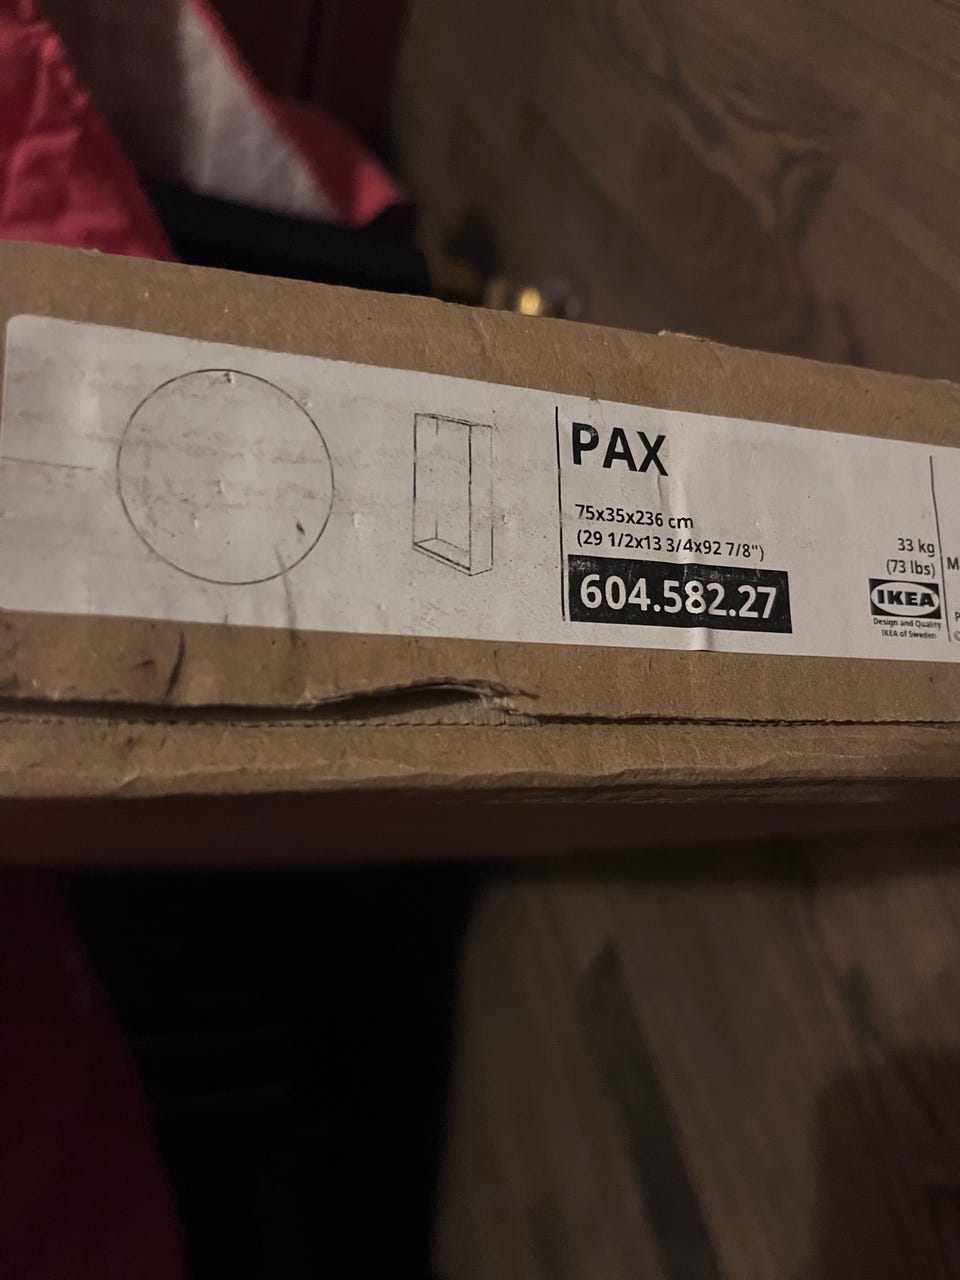 PAX
75x35x236 cm
(29 1/2x13 3/4x92 7/8")
604.582.27
33 kg
(73 lbs)
IKEA
Design and Quality
IKEA of Sweden